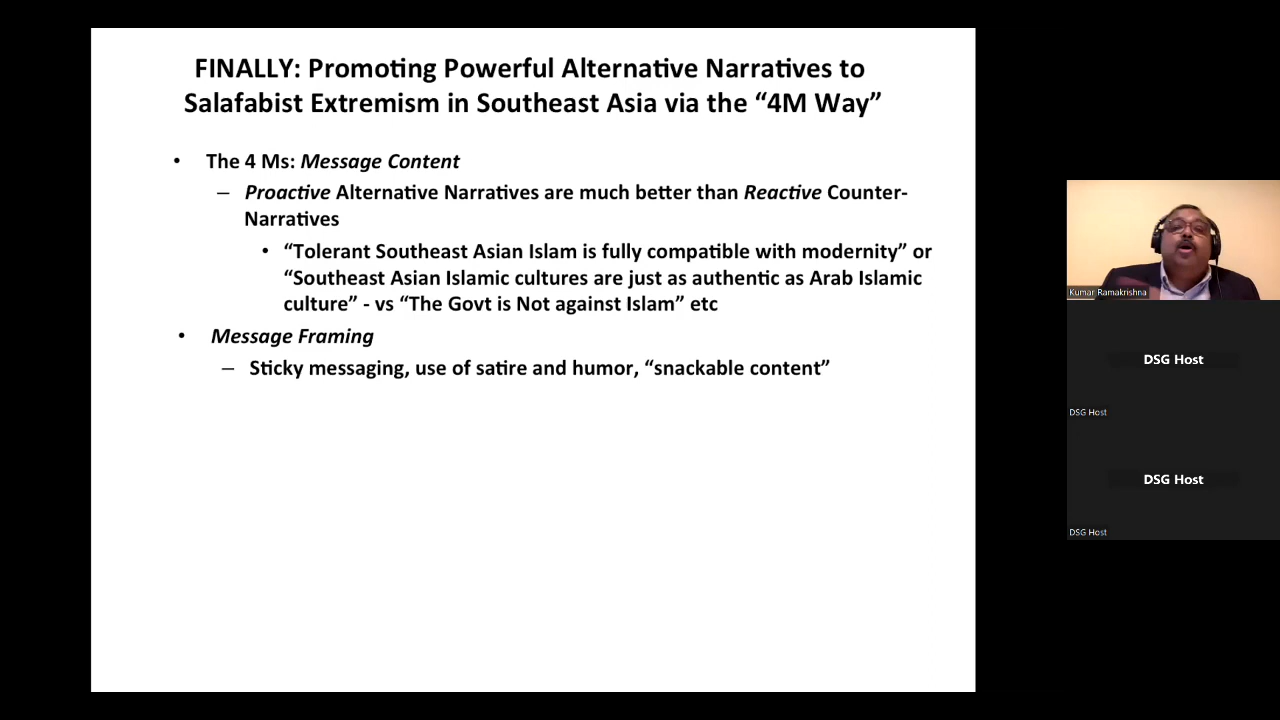 FINALLY: Promoting Powerful Alternative Narratives to
Salafabist Extremism in Southeast Asia via the “4M Way”
• The 4 Ms: Message Content
– Proactive Alternative Narratives are much better than Reactive Counter-
Narratives
• “Tolerant Southeast Asian Islam is fully compatible with modernity” or
“Southeast Asian Islamic cultures are just as authentic as Arab Islamic
culture” - vs “The Govt is Not against Islam” etc
• Message Framing
– Sticky messaging, use of satire and humor, “snackable content”
Kumar Ramakrishna
DSG Host
DSG Host
DSG Host
DSG Host